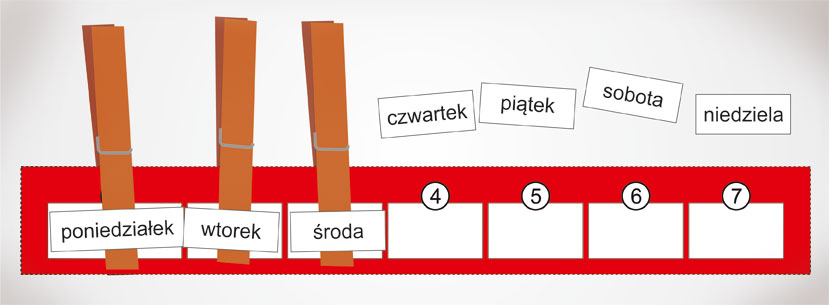 czwartek
piątek
sobota
niedziela
4
5
6
7
poniedziałek
wtorek
środa